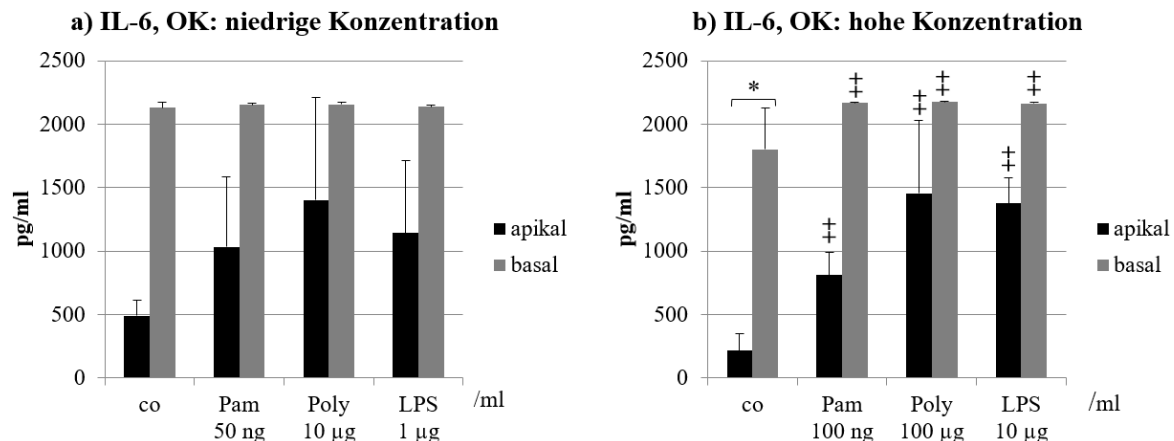 a) IL-6, OK: niedrige Konzentration
2500
2000
1500
1000
500
0
pg/ml
co
Pam
50 ng
Poly
10 µg
LPS
1 µg
/ml
apikal
basal
b) IL-6, OK: hohe Konzentration
2500
2000
1500
1000
500
0
pg/ml
*
‡
‡
‡
‡
‡
‡
co
Pam
100 ng
Poly
100 µg
LPS
10 µg
/ml
apikal
basal